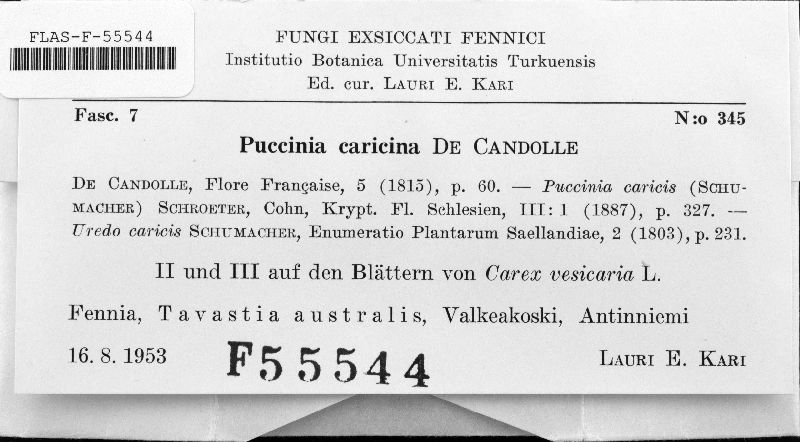 FLAS-F-55544
FUNGI EXSICCATI FENNICI
Institutio Botanica Universitatis Turkuensis
Ed. cur. LAURI E. KARI
Fasc. 7 N:o 345
Puccinia caricina DE CANDOLLE
DE CANDOLLE, Flore Française, 5 (1815), p. 60. — Puccinia caricis (SCHU-
MACHER) SCHROETER, Cohn, Krypt. Fl. Schlesien, III: 1 (1887), p. 327. —
Uredo caricis SCHUMACHER, Enumeratio Plantarum Saellandiae, 2 (1803), p. 231.
II und III auf den Blättern von Carex vesicaria L.
Fennia, Tavastia australis, Valkeakoski, Antinniemi
16. 8. 1953 F55544 LAURI E. KARI